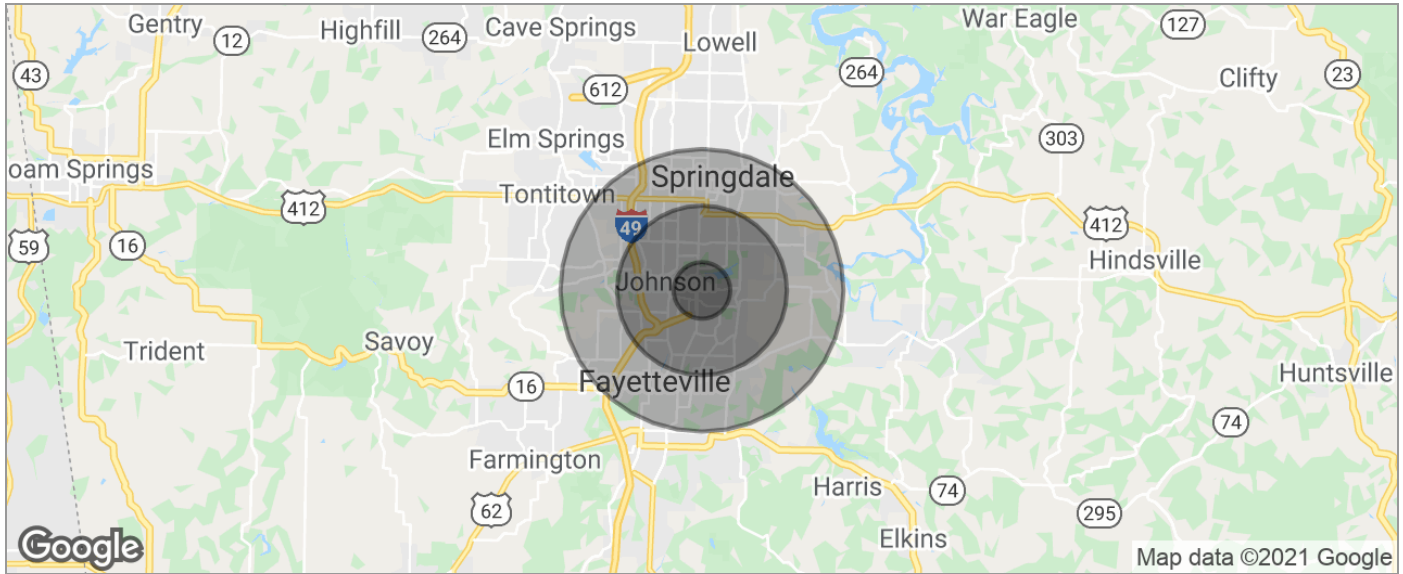 War Eagle
Gentry
127
Highfill
Cave Springs
12
264
Lowell
43
264
23
Clifty
612
303
Elm Springs
oam Springs
Springdale
Tontitown
412
412
49
59
16
Hindsville
Johnson
Savoy
Trident
Huntsville
Fayetteville
16
74
Farmington
Harris
74
62
295
Elkins
Google
Map data ©2021 Google